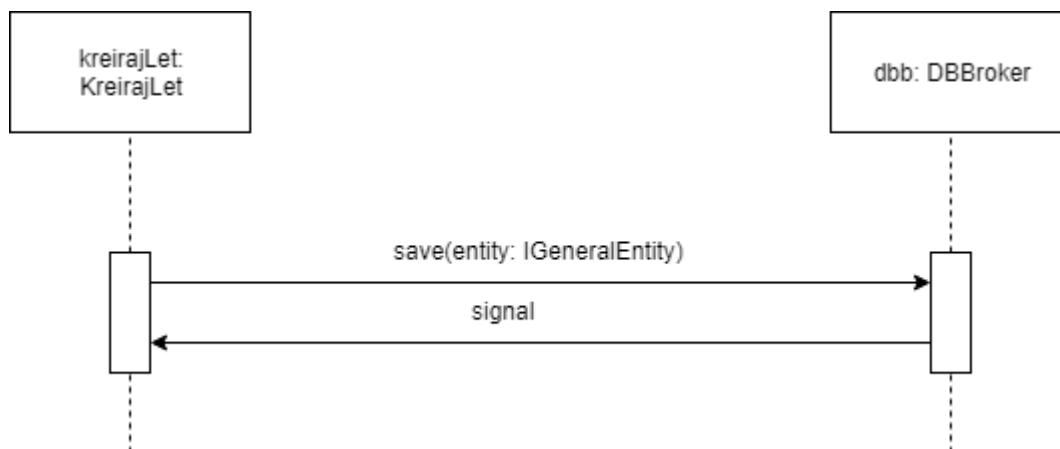 kreirajLet:
KreirajLet
dbb: DBBroker
save(entity: IGeneralEntity)
signal